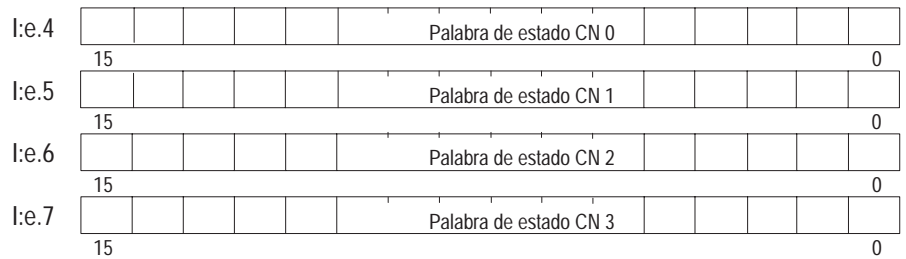 I:e.4 Palabra de estado CN 0
15 0
I:e.5 Palabra de estado CN 1
15 0
I:e.6 Palabra de estado CN 2
15 0
I:e.7 Palabra de estado CN 3
15 0